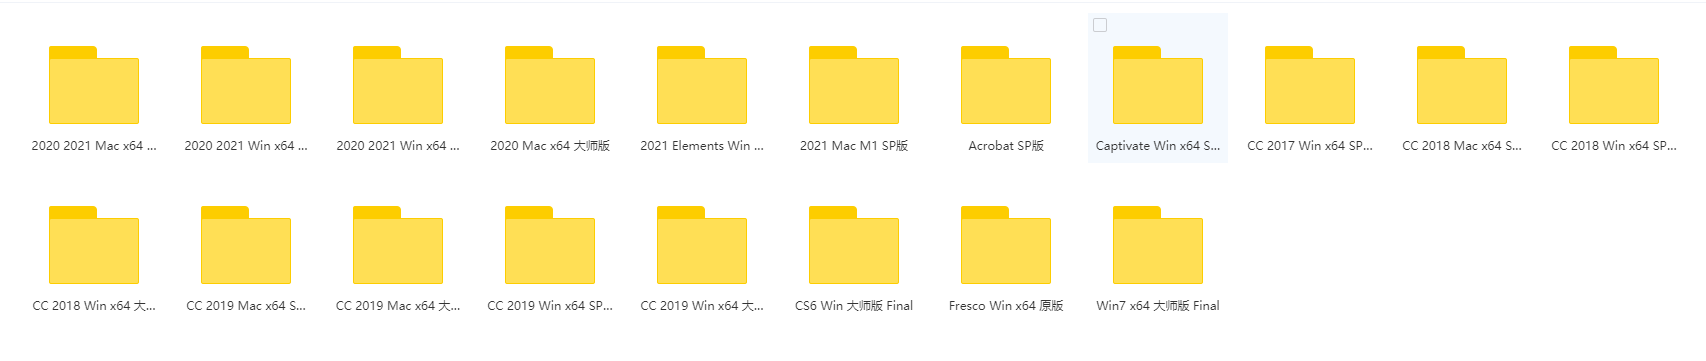 2020 2021 Mac x64 ...
2020 2021 Win x64 ...
2020 2021 Win x64 ...
2020 Mac x64 大师版
2021 Elements Win ...
2021 Mac M1 SP版
Acrobat SP版
Captivate Win x64 S...
CC 2017 Win x64 SP...
CC 2018 Mac x64 S...
CC 2018 Win x64 SP...
CC 2018 Win x64 大...
CC 2019 Mac x64 S...
CC 2019 Mac x64 大...
CC 2019 Win x64 SP...
CC 2019 Win x64 大...
CS6 Win 大师版 Final
Fresco Win x64 原版
Win7 x64 大师版 Final